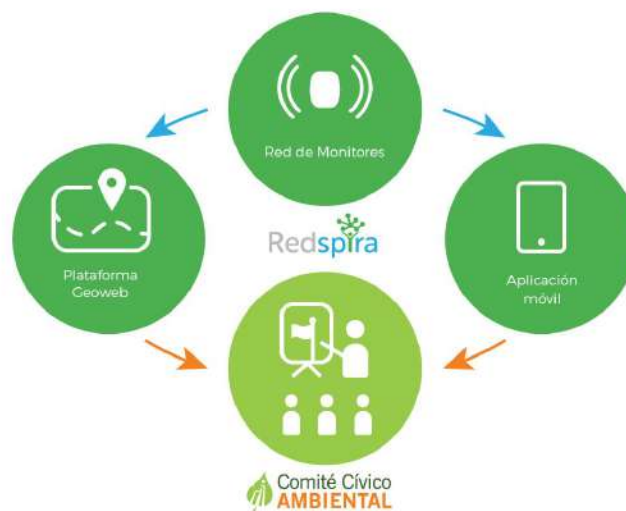 Red de Monitores
Redspira
Plataforma
Geoweb
Aplicación
móvil
Comité Cívico
AMBIENTAL